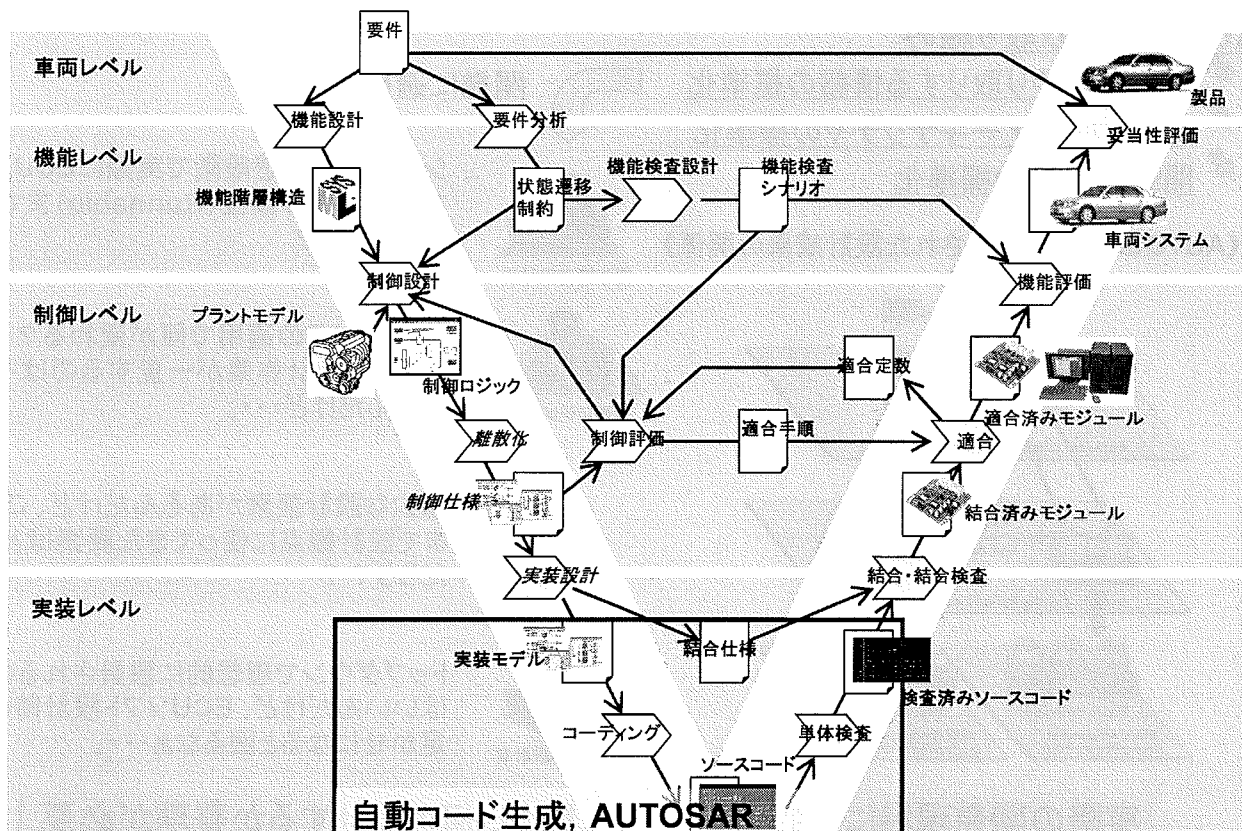 要件
車両レベル
製品
機能設計
要件分析
妥当性評価
機能レベル
機能検査設計
機能検査
シナリオ
機能階層構造
状態遷移
制約
車両システム
制御設計
機能評価
制御レベル
プラントモデル
適合定数
制御ロジック
適合済みモジュール
離散化
制御評価
適合手順
適合
制御仕様
結合済みモジュール
実装設計
結合・結合検査
実装レベル
実装モデル
結合仕様
検査済みソースコード
コーディング
単体検査
ソースコード
自動コード生成, AUTOSAR